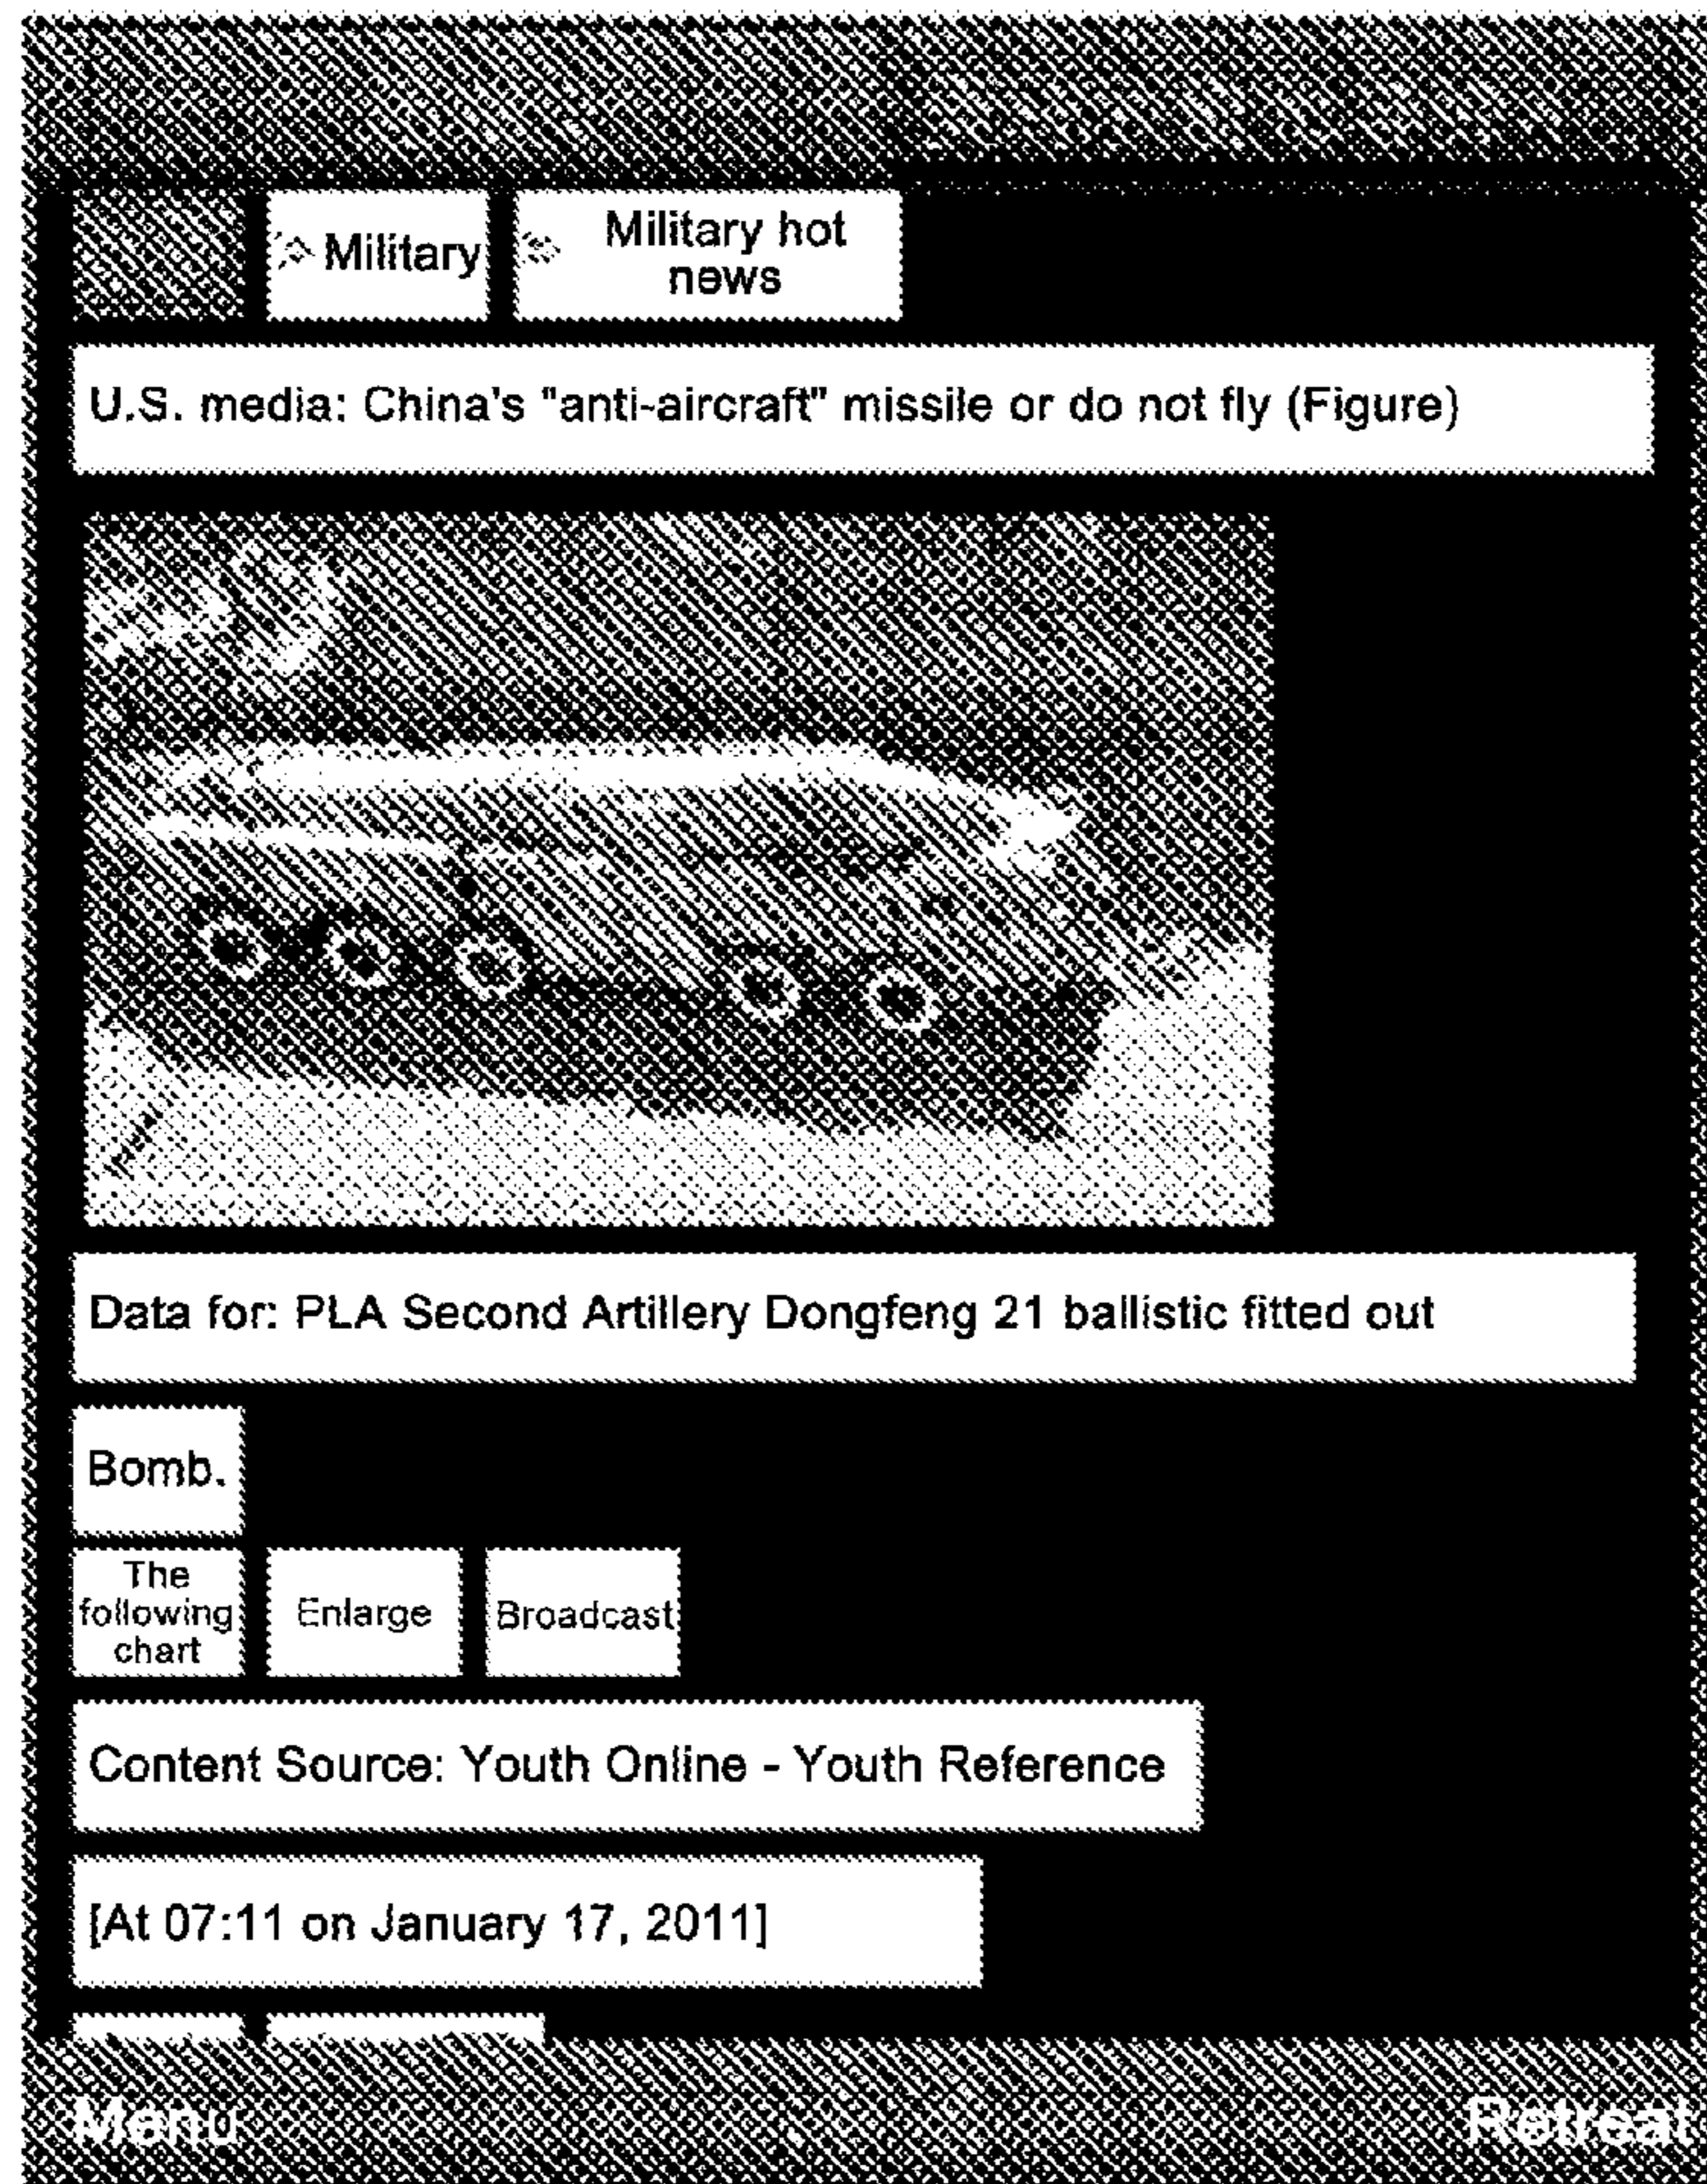 Military
Military hot
news
U.S. media: China's "anti-aircraft" missile or do not fly (Figure)
Data for: PLA Second Artillery Dongfeng 21 ballistic fitted out
Bomb.
The
following
chart
Enlarge
Broadcast
Content Source: Youth Online - Youth Reference
[At 07:11 on January 17, 2011]
Menu
Retreat